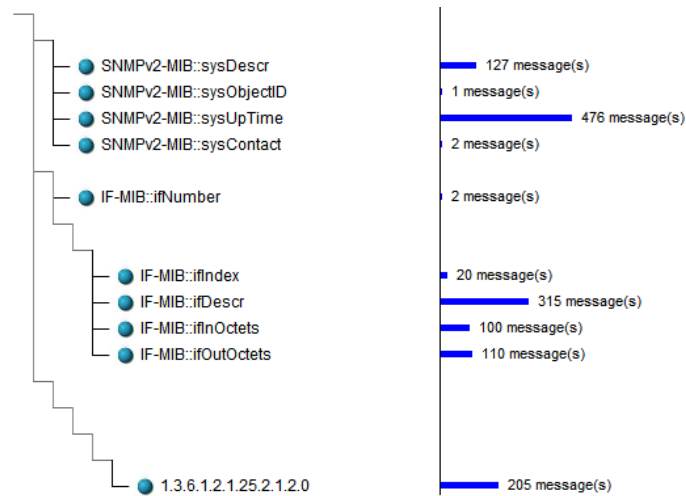 SNMPv2-MIB::sysDescr 127 message(s)
SNMPv2-MIB::sysObjectID 1 message(s)
SNMPv2-MIB::sysUpTime 476 message(s)
SNMPv2-MIB::sysContact 2 message(s)
IF-MIB::ifNumber 2 message(s)
IF-MIB::ifIndex 20 message(s)
IF-MIB::ifDescr 315 message(s)
IF-MIB::ifInOctets 100 message(s)
IF-MIB::ifOutOctets 110 message(s)
1.3.6.1.2.1.25.2.1.2.0 205 message(s)